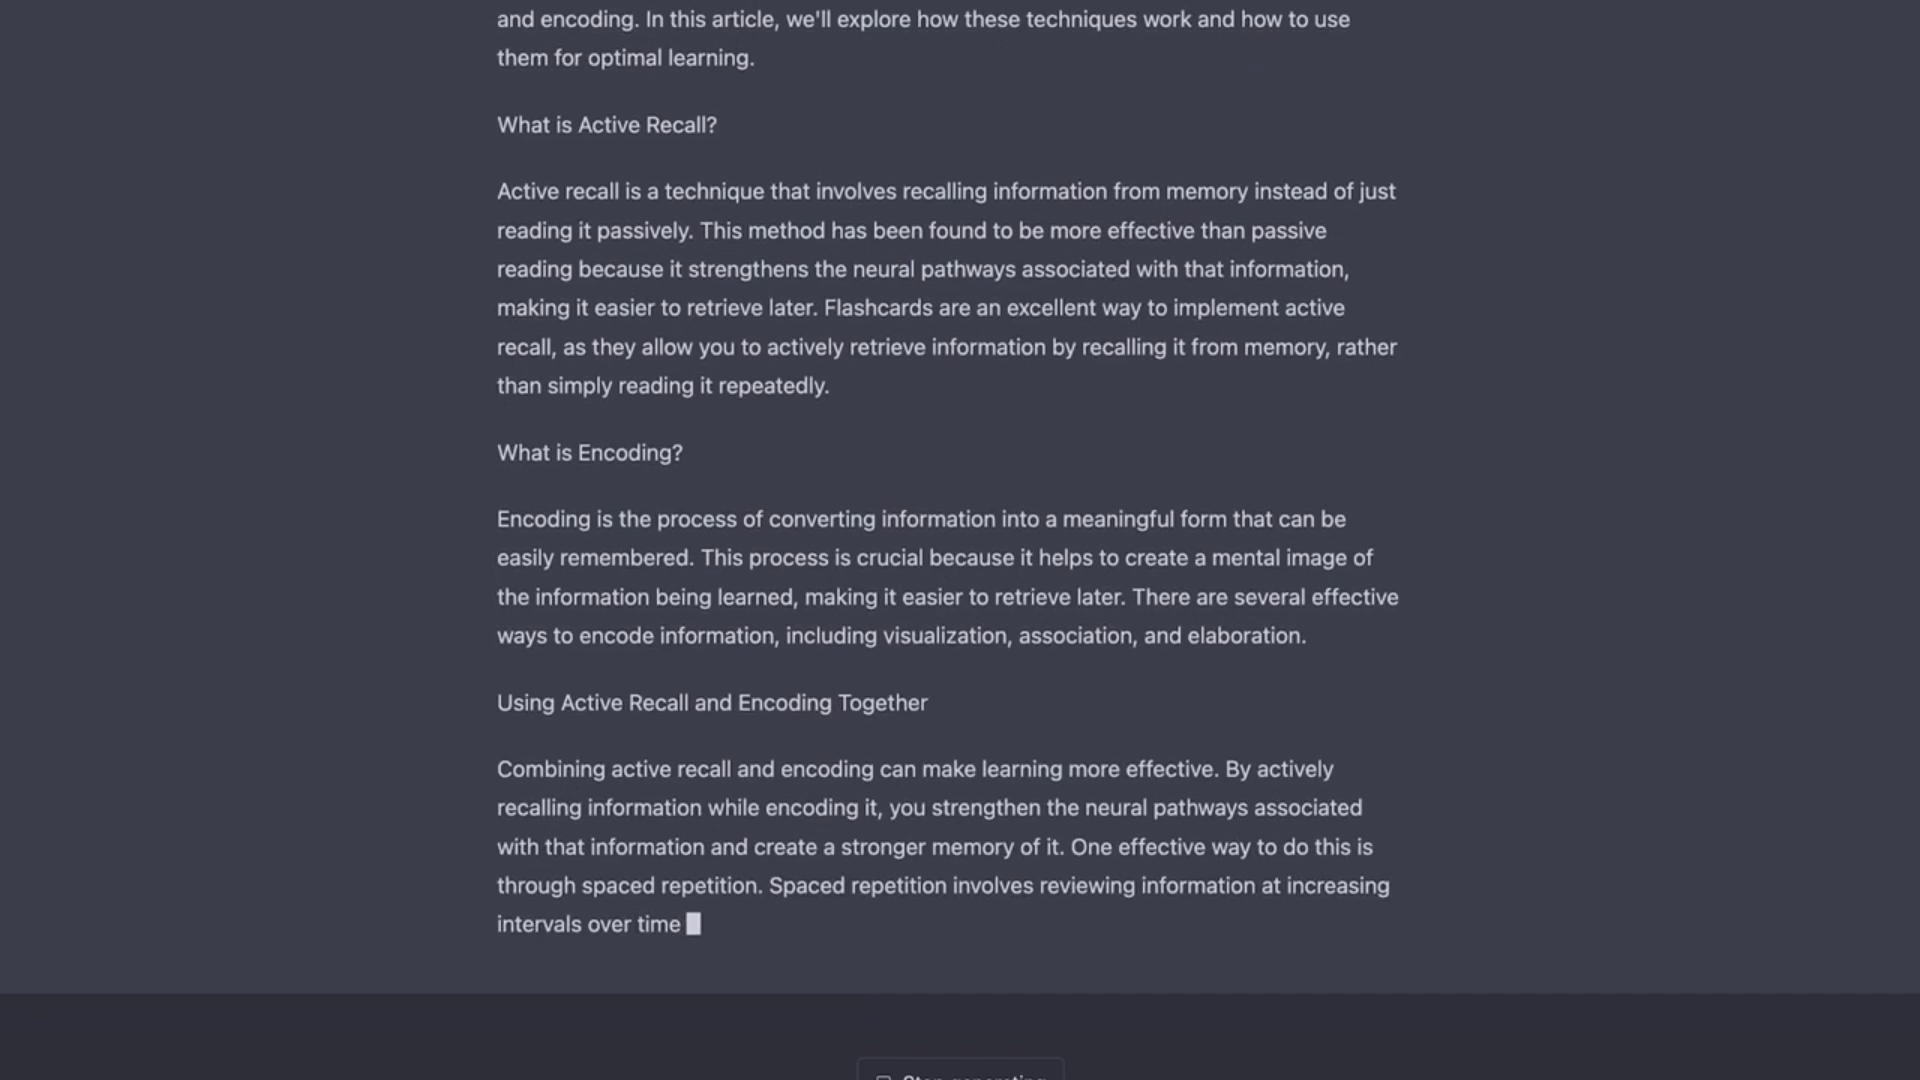 and encoding. In this article, we'll explore how these techniques work and how to use
them for optimal learning.
What is Active Recall?
Active recall is a technique that involves recalling information from memory instead of just
reading it passively. This method has been found to be more effective than passive
reading because it strengthens the neural pathways associated with that information,
making it easier to retrieve later. Flashcards are an excellent way to implement active
recall, as they allow you to actively retrieve information by recalling it from memory, rather
than simply reading it repeatedly.
What is Encoding?
Encoding is the process of converting information into a meaningful form that can be
easily remembered. This process is crucial because it helps to create a mental image of
the information being learned, making it easier to retrieve later. There are several effective
ways to encode information, including visualization, association, and elaboration.
Using Active Recall and Encoding Together
Combining active recall and encoding can make learning more effective. By actively
recalling information while encoding it, you strengthen the neural pathways associated
with that information and create a stronger memory of it. One effective way to do this is
through spaced repetition. Spaced repetition involves reviewing information at increasing
intervals over time